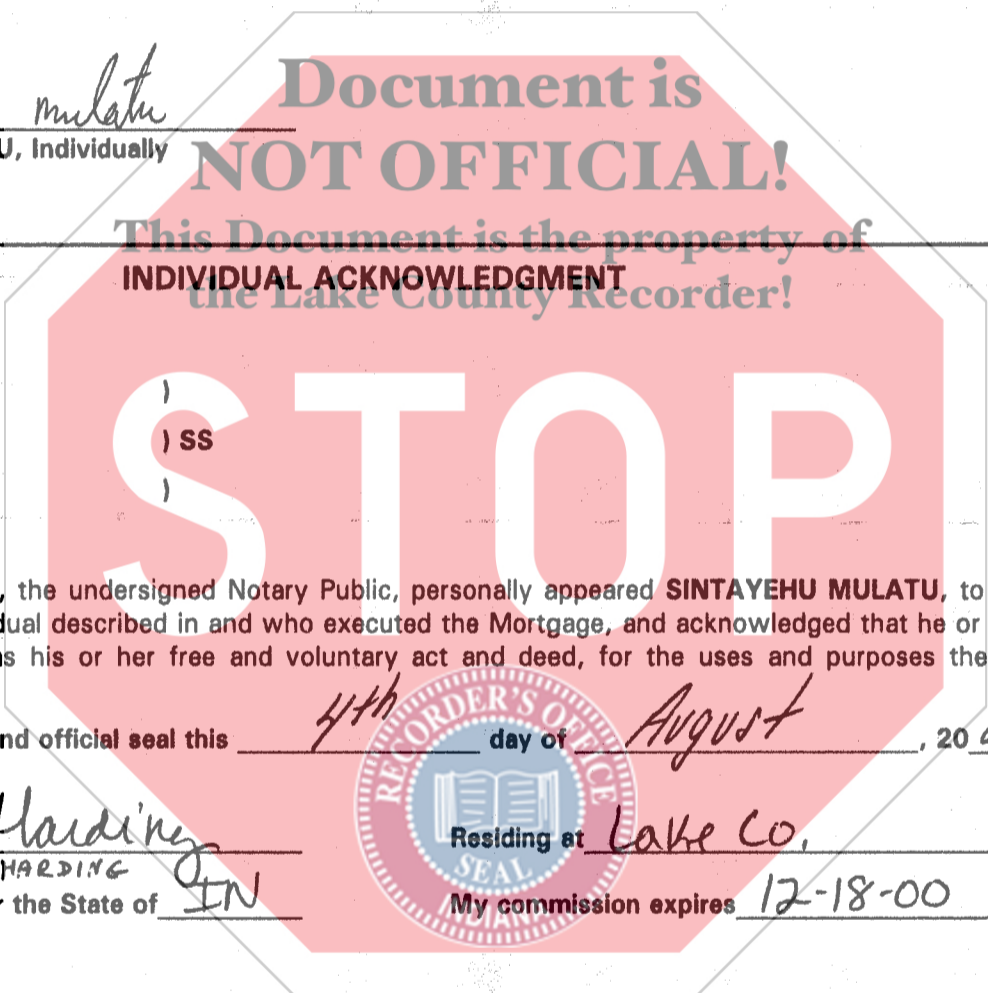 Document is
mulatu
U, Individually
NOT OFFICIAL!
This Document is the property of
INDIVIDUAL ACKNOWLEDGMENT
the Lake County Recorder!
)
) SS
)
STOP
, the undersigned Notary Public, personally appeared SINTAYEHU MULATU, to
dual described in and who executed the Mortgage, and acknowledged that he or
s his or her free and voluntary act and deed, for the uses and purposes the
nd official seal this 4th day of August, 20
RECORDER'S OFFICE
SEAL
Harding Residing at Lake Co.
HARDING
the State of IN My commission expires 12-18-00